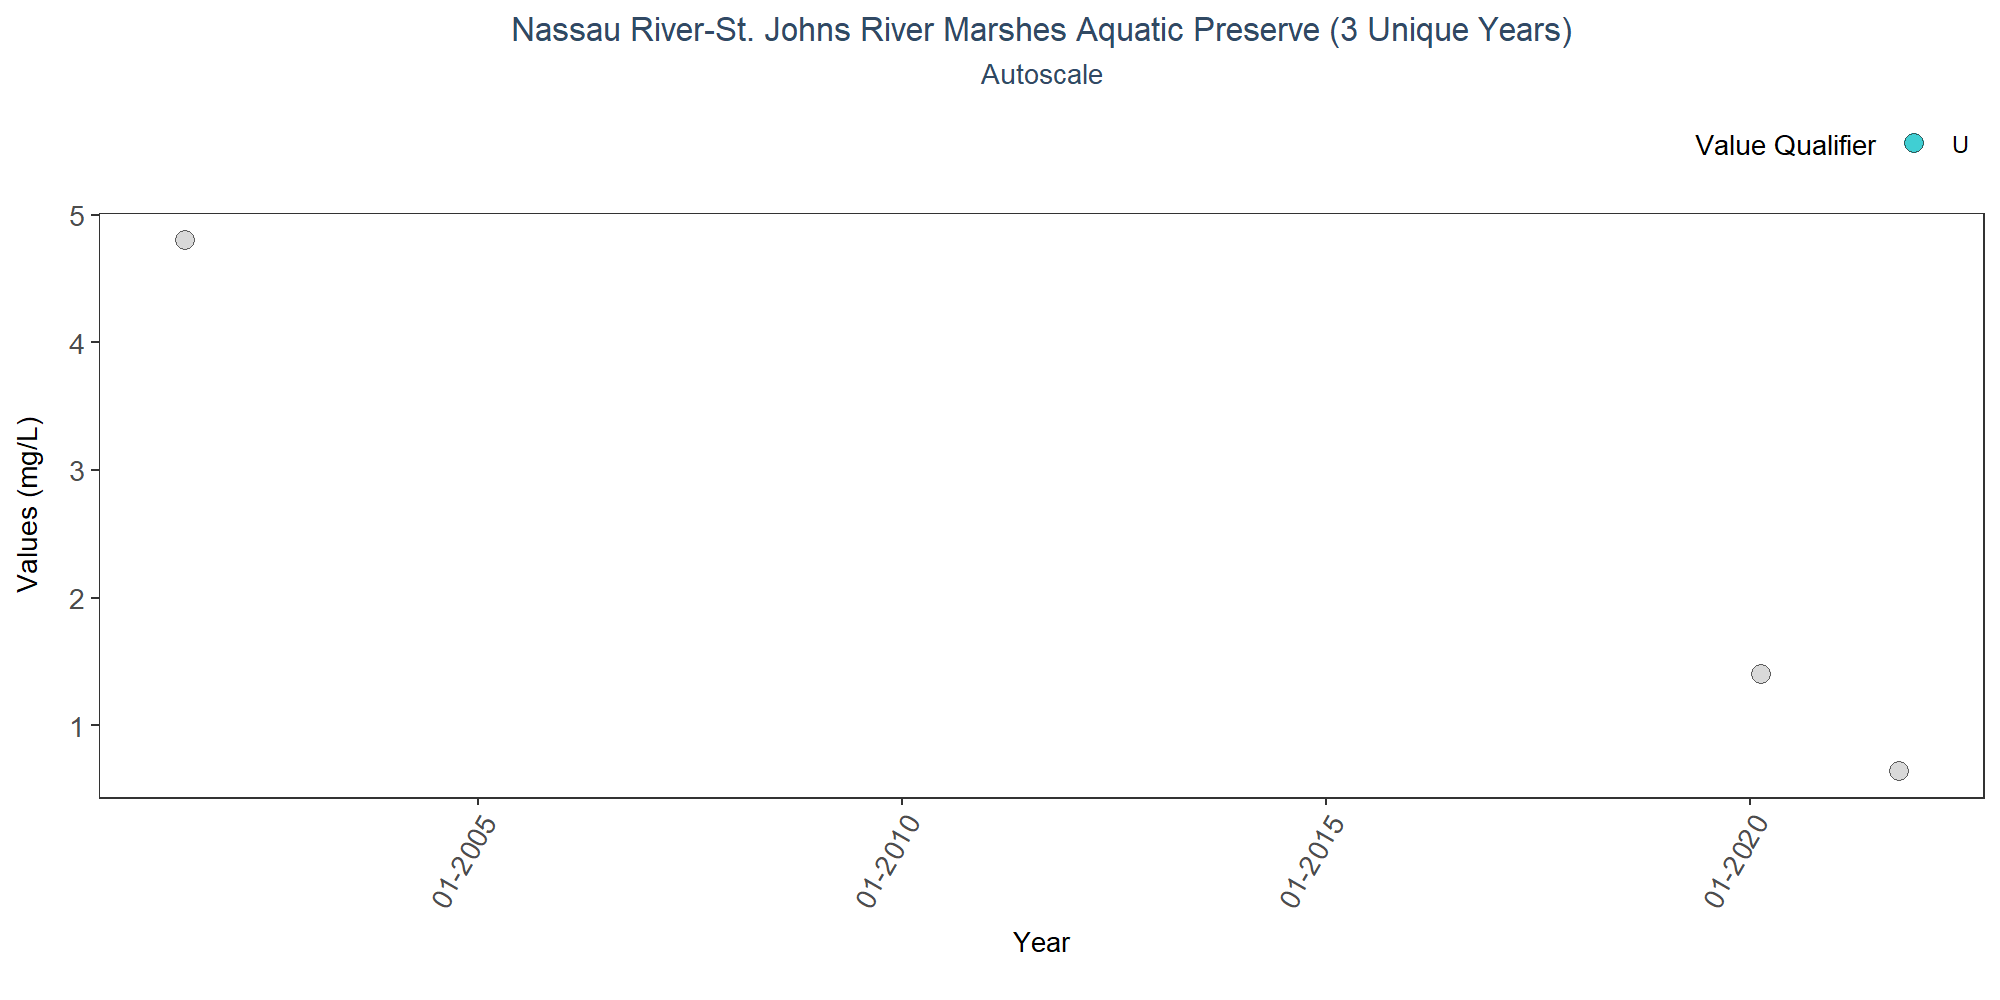 Nassau River-St. Johns River Marshes Aquatic Preserve (3 Unique Years)
Autoscale
Value Qualifier U
5
4
3
2
1
Values (mg/L)
01-2005 01-2010 01-2015 01-2020
Year